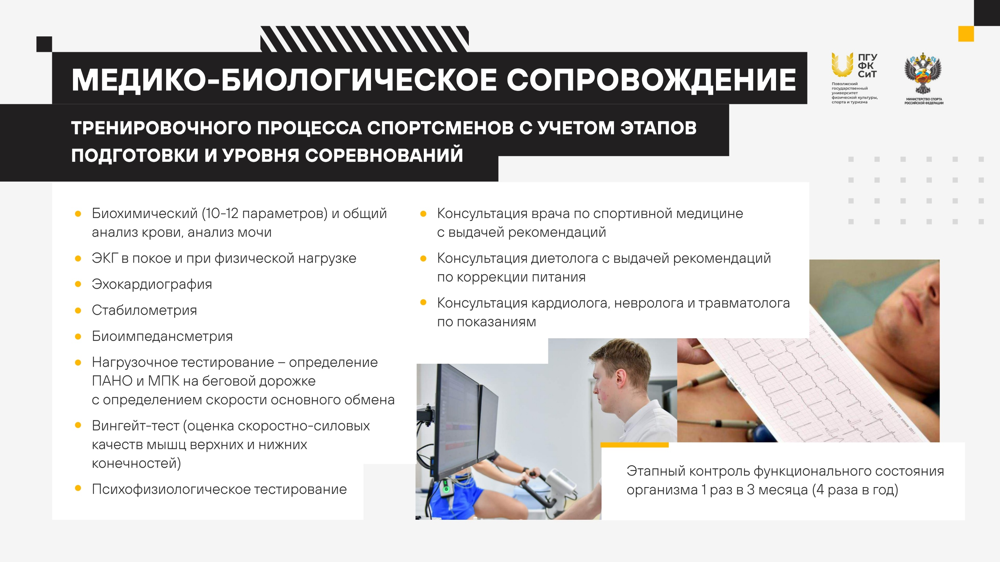 МЕДИКО-БИОЛОГИЧЕСКОЕ СОПРОВОЖДЕНИЕ
ТРЕНИРОВОЧНОГО ПРОЦЕССА СПОРТСМЕНОВ С УЧЕТОМ ЭТАПОВ
ПОДГОТОВКИ И УРОВНЯ СОРЕВНОВАНИЙ
ПГУ
ФК
СиТ
Поволжский
государственный
университет
физической культуры,
спорта и туризма
МИНИСТЕРСТВО СПОРТА
РОССИЙСКОЙ ФЕДЕРАЦИИ
Биохимический (10-12 параметров) и общий
анализ крови, анализ мочи
ЭКГ в покое и при физической нагрузке
Эхокардиография
Стабилометрия
Биоимпедансметрия
Нагрузочное тестирование – определение
ПАНО и МПК на беговой дорожке
с определением скорости основного обмена
Вингейт-тест (оценка скоростно-силовых
качеств мышц верхних и нижних
конечностей)
Психофизиологическое тестирование
Консультация врача по спортивной медицине
с выдачей рекомендаций
Консультация диетолога с выдачей рекомендаций
по коррекции питания
Консультация кардиолога, невролога и травматолога
по показаниям
Этапный контроль функционального состояния
организма 1 раз в 3 месяца (4 раза в год)